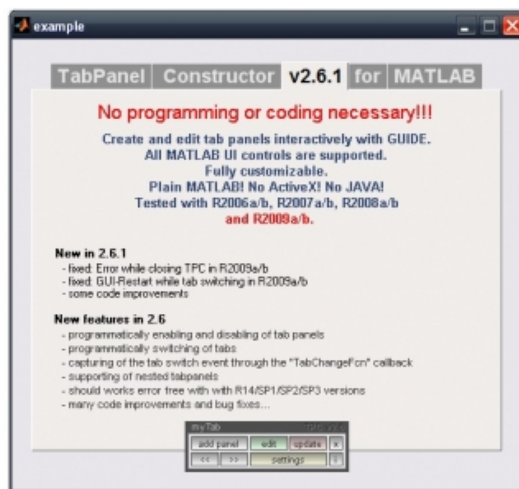 example
TabPanel Constructor v2.6.1 for MATLAB
No programming or coding necessary!!!
Create and edit tab panels interactively with GUIDE.
All MATLAB UI controls are supported.
Fully customizable.
Plain MATLAB! No ActiveX! No JAVA!
Tested with R2006a/b, R2007a/b, R2008a/b
and R2009a/b.
New in 2.6.1
- fixed: Error while closing TPC in R2009a/b
- fixed: GUI-Restart while tab switching in R2009a/b
- some code improvements
New features in 2.6
- programmatically enabling and disabling of tab panels
- programmatically switching of tabs
- capturing of the tab switch event through the "TabChangeFcn" callback
- supporting of nested tabpanels
- should works error tree with with R14/SP1/SP2/SP3 versions
- many code improvements and bug fixes...
myTab
add panel edit update x
<< >> settings